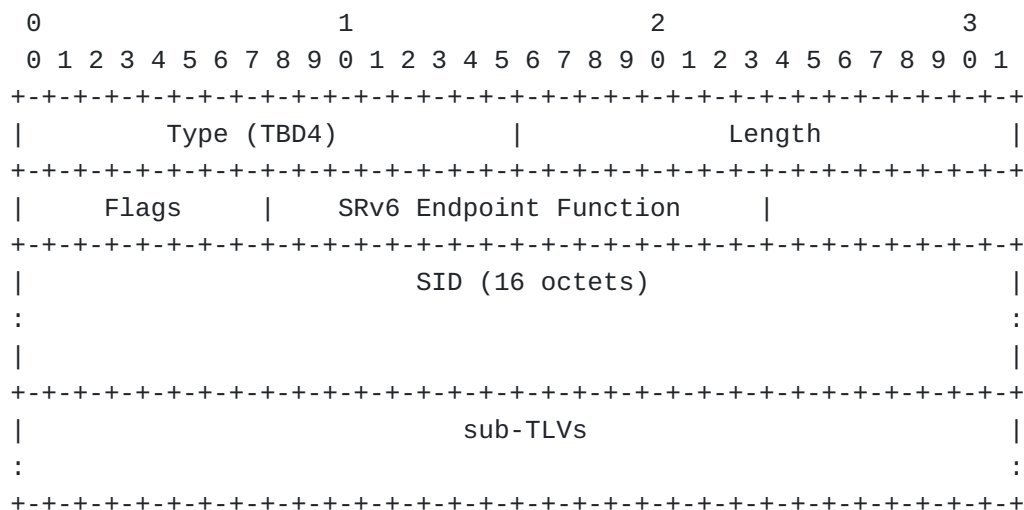 0                   1                   2                   3
 0 1 2 3 4 5 6 7 8 9 0 1 2 3 4 5 6 7 8 9 0 1 2 3 4 5 6 7 8 9 0 1
+-+-+-+-+-+-+-+-+-+-+-+-+-+-+-+-+-+-+-+-+-+-+-+-+-+-+-+-+-+-+-+-+
|         Type (TBD4)           |             Length            |
+-+-+-+-+-+-+-+-+-+-+-+-+-+-+-+-+-+-+-+-+-+-+-+-+-+-+-+-+-+-+-+-+
|     Flags     |    SRv6 Endpoint Function     |
+-+-+-+-+-+-+-+-+-+-+-+-+-+-+-+-+-+-+-+-+-+-+-+-+-+-+-+-+-+-+-+-+
|                         SID (16 octets)                       |
:                                                               :
|                                                               |
+-+-+-+-+-+-+-+-+-+-+-+-+-+-+-+-+-+-+-+-+-+-+-+-+-+-+-+-+-+-+-+-+
|                            sub-TLVs                           |
:                                                               :
+-+-+-+-+-+-+-+-+-+-+-+-+-+-+-+-+-+-+-+-+-+-+-+-+-+-+-+-+-+-+-+-+